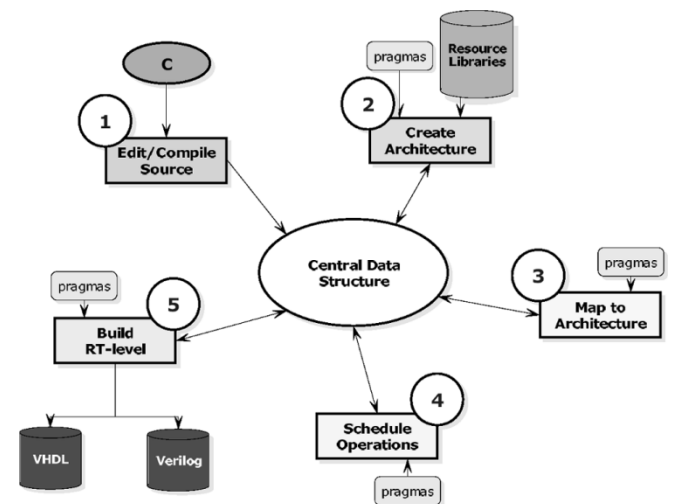 C
1
Edit/Compile
Source
pragmas
Resource
Libraries
2
Create
Architecture
Central Data
Structure
pragmas
3
Map to
Architecture
pragmas
5
Build
RT-level
VHDL
Verilog
4
Schedule
Operations
pragmas